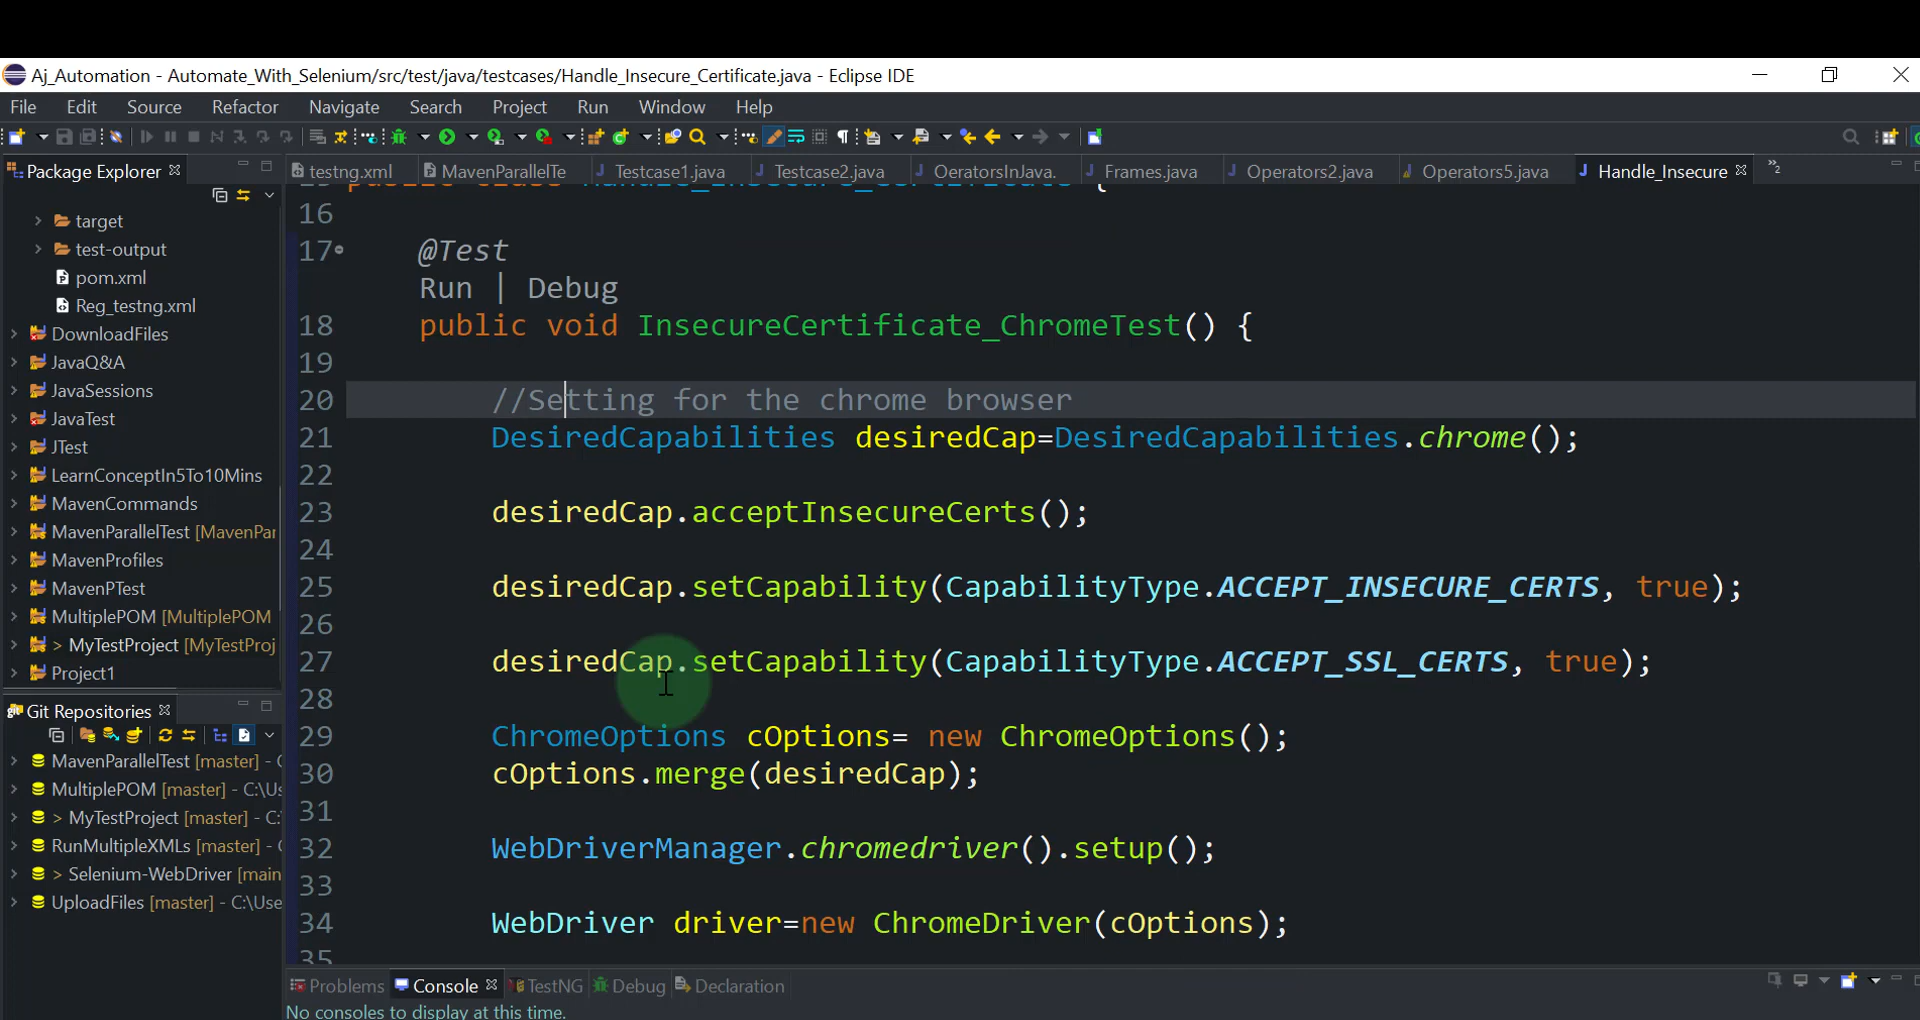 Aj_Automation - Automate_With_Selenium/src/test/java/testcases/Handle_Insecure_Certificate.java - Eclipse IDE
File Edit Source Refactor Navigate Search Project Run Window Help
Package Explorer
testng.xml MavenParallelTe Testcase1.java Testcase2.java OeratorsInJava. Frames.java Operators2.java Operators5.java Handle_Insecure 2
target
test-output
pom.xml
Reg_testng.xml
DownloadFiles
JavaQ&A
JavaSessions
JavaTest
JTest
LearnConceptIn5To10Mins
MavenCommands
MavenParallelTest [MavenPar
MavenProfiles
MavenPTest
MultiplePOM [MultiplePOM
> MyTestProject [MyTestProj
Project1
Git Repositories
MavenParallelTest [master] - C
MultiplePOM [master] - C:\Us
> MyTestProject [master] - C:
RunMultipleXMLs [master] - (
> Selenium-WebDriver [main
UploadFiles [master] - C:\Use
16
17 @Test
Run | Debug
18 public void InsecureCertificate_ChromeTest() {
19
20 //Setting for the chrome browser
21 DesiredCapabilities desiredCap=DesiredCapabilities.chrome();
22
23 desiredCap.acceptInsecureCerts();
24
25 desiredCap.setCapability(CapabilityType.ACCEPT_INSECURE_CERTS, true);
26
27 desiredCap.setCapability(CapabilityType.ACCEPT_SSL_CERTS, true);
28
29 ChromeOptions cOptions= new ChromeOptions();
30 cOptions.merge(desiredCap);
31
32 WebDriverManager.chromedriver().setup();
33
34 WebDriver driver=new ChromeDriver(cOptions);
35
Problems Console TestNG Debug Declaration
No consoles to display at this time.